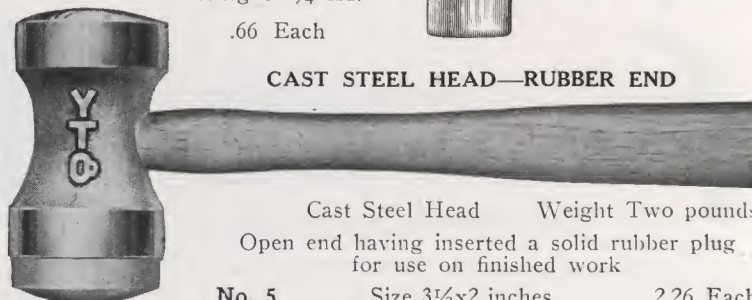 .66 Each
CAST STEEL HEAD—RUBBER END
Cast Steel Head Weight Two pounds
Open end having inserted a solid rubber plug
for use on finished work
No. 5 Size 3½x2 inches 2.26 Each